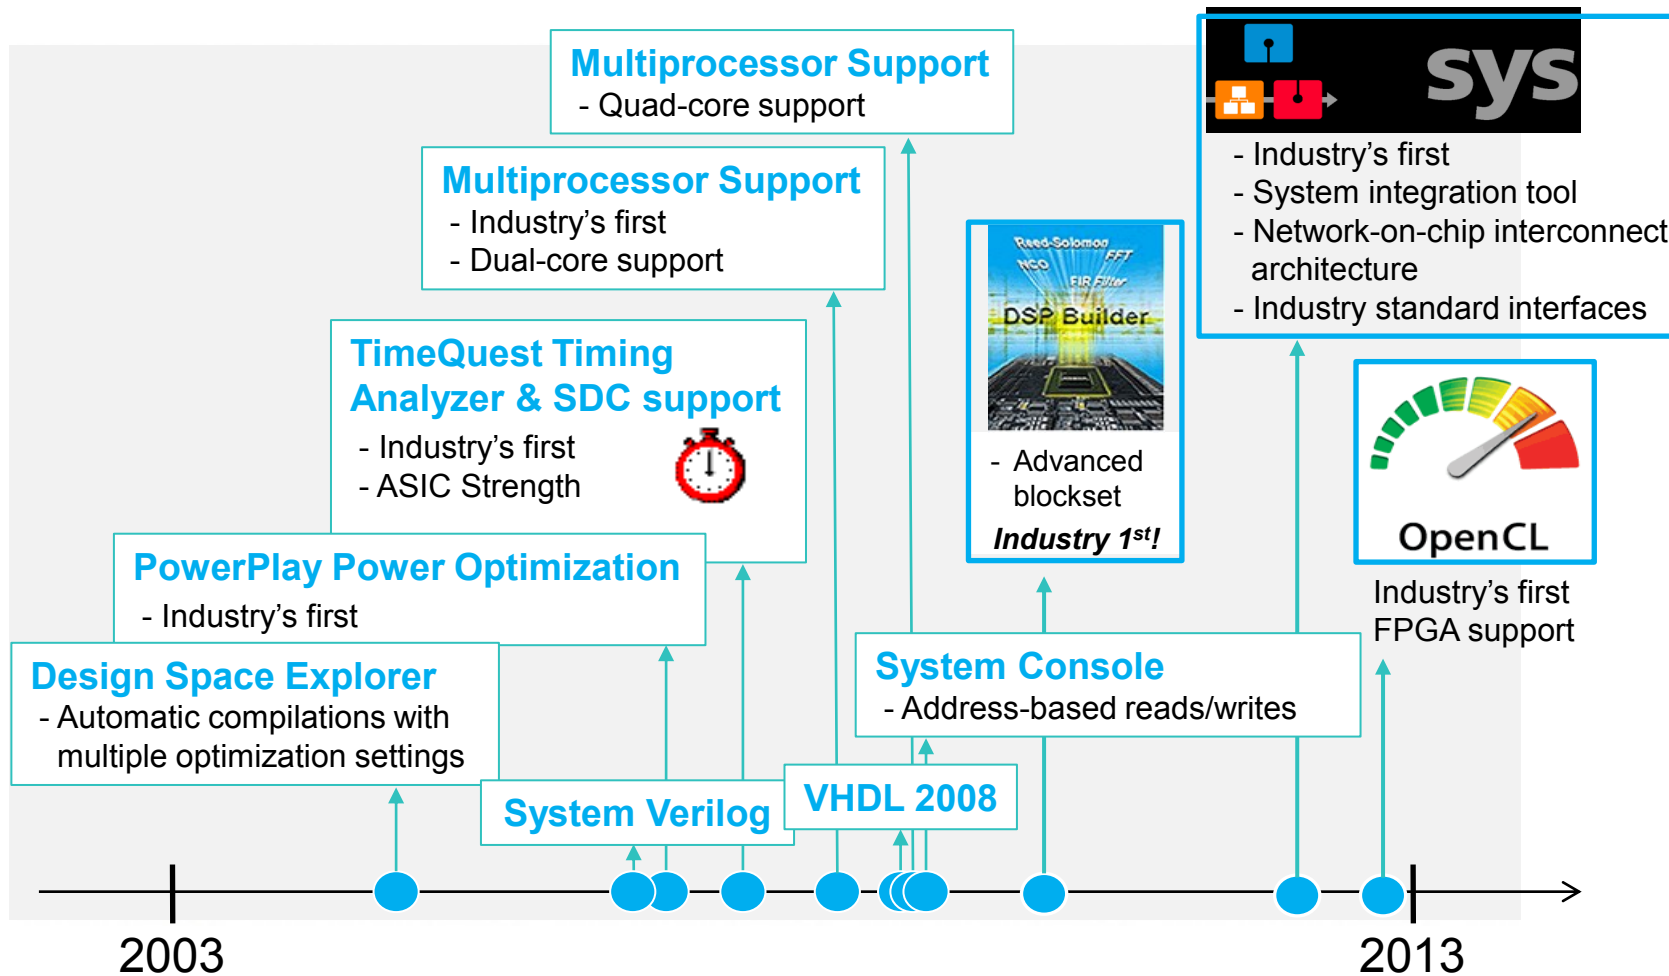 Multiprocessor Support
- Quad-core support
Multiprocessor Support
- Industry's first
- Dual-core support
TimeQuest Timing
Analyzer & SDC support
- Industry's first
- ASIC Strength
PowerPlay Power Optimization
- Industry's first
Design Space Explorer
- Automatic compilations with
multiple optimization settings
System Verilog
VHDL 2008
System Console
- Address-based reads/writes
Reed-Solomon
FFT
NCO
FIR Filter
DSP Builder
- Advanced
blockset
Industry 1st!
sys
- Industry's first
- System integration tool
- Network-on-chip interconnect
architecture
- Industry standard interfaces
OpenCL
Industry's first
FPGA support
2003
2013